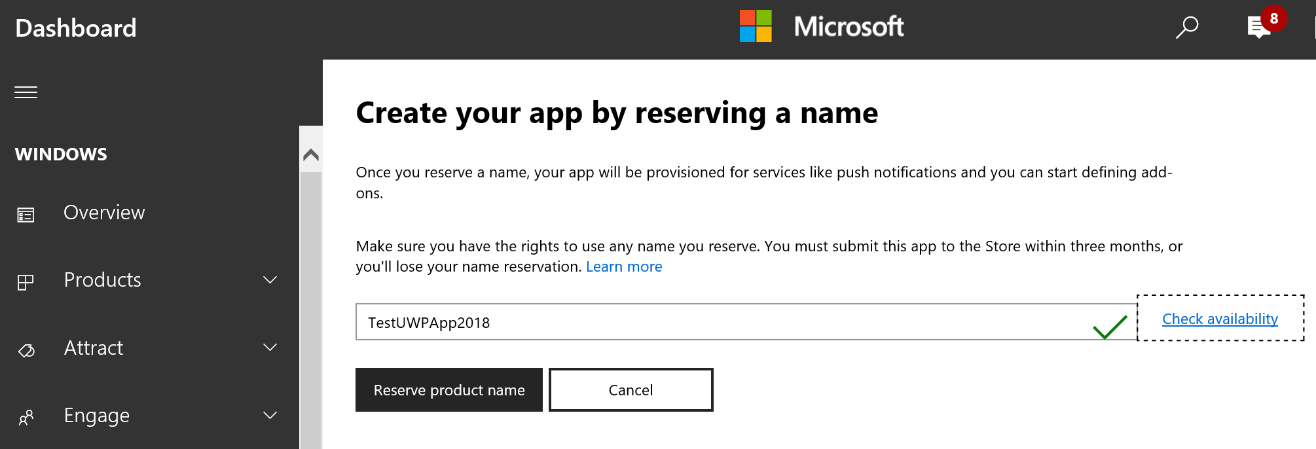 Dashboard
Microsoft
8
WINDOWS
Overview
Products
Attract
Engage
Create your app by reserving a name
Once you reserve a name, your app will be provisioned for services like push notifications and you can start defining add-
ons.
Make sure you have the rights to use any name you reserve. You must submit this app to the Store within three months, or
you'll lose your name reservation. Learn more
TestUWPApp2018
Check availability
Reserve product name
Cancel